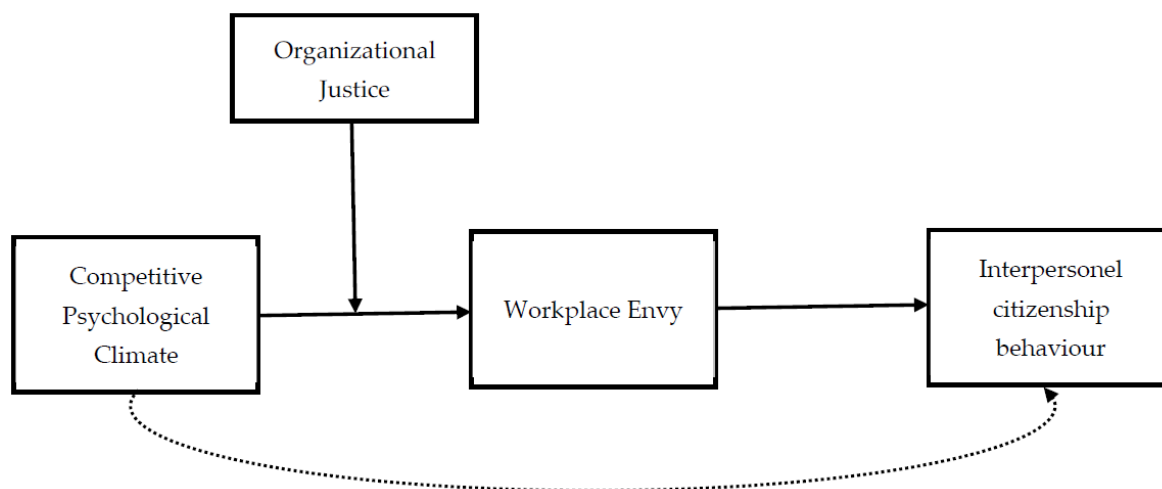 Organizational
Justice
Competitive
Psychological
Climate
Workplace Envy
Interpersonel
citizenship
behaviour